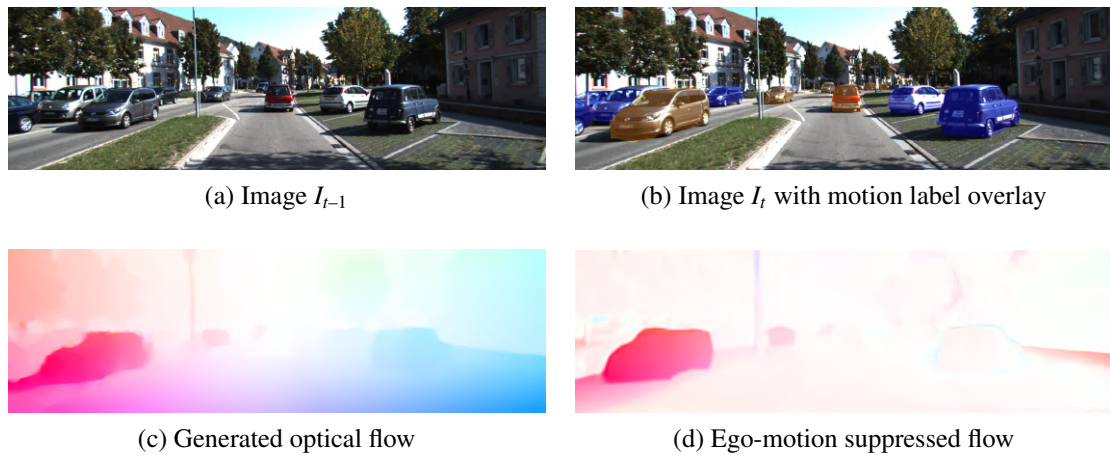 (a) Image I_{t−1}
(b) Image I_t with motion label overlay
(c) Generated optical flow
(d) Ego-motion suppressed flow